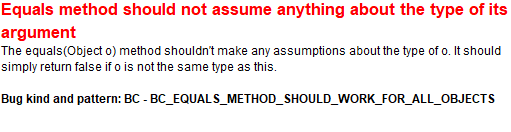 Equals method should not assume anything about the type of its
argument
The equals(Object o) method shouldn't make any assumptions about the type of o. It should
simply return false if o is not the same type as this.
Bug kind and pattern: BC - BC_EQUALS_METHOD_SHOULD_WORK_FOR_ALL_OBJECTS